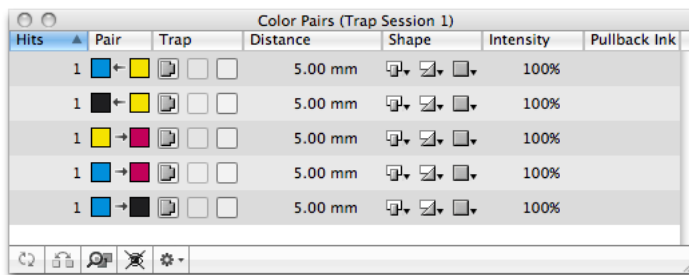 Color Pairs (Trap Session 1)
Hits Pair Trap Distance Shape Intensity Pullback Ink
1 5.00 mm 100%
1 5.00 mm 100%
1 5.00 mm 100%
1 5.00 mm 100%
1 5.00 mm 100%